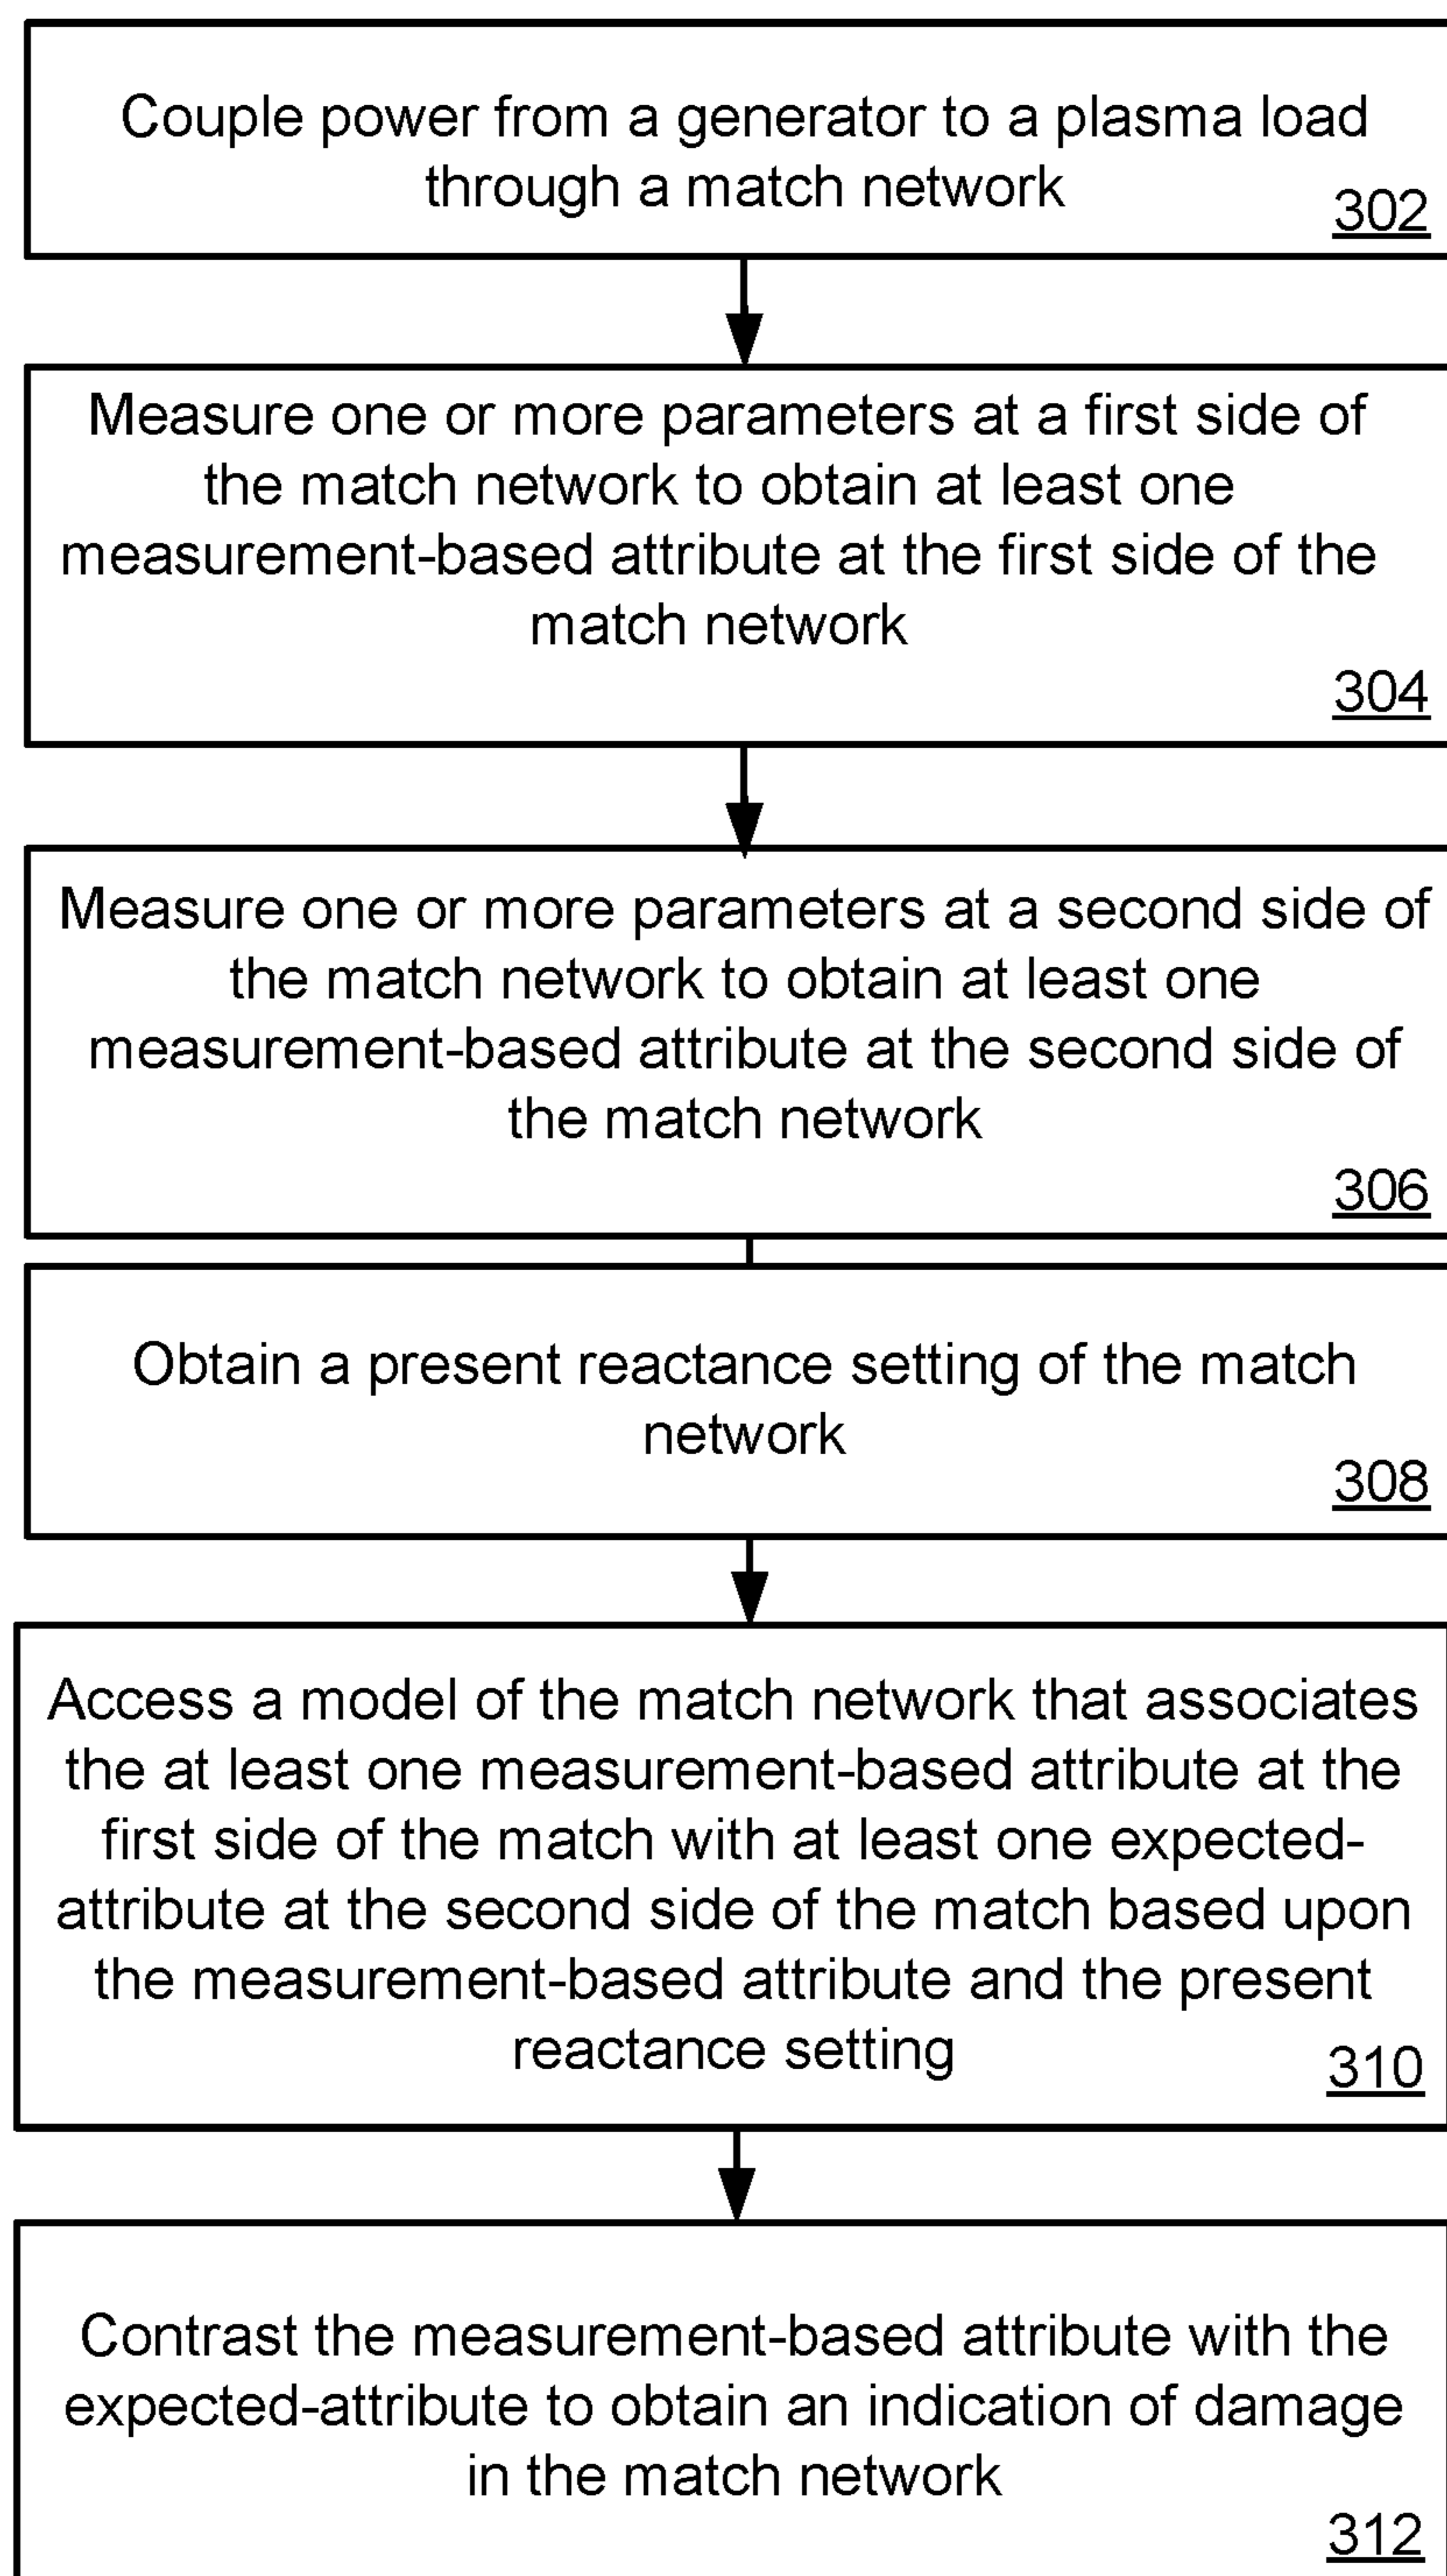 Couple power from a generator to a plasma load
through a match network
302
Measure one or more parameters at a first side of
the match network to obtain at least one
measurement-based attribute at the first side of the
match network
304
Measure one or more parameters at a second side of
the match network to obtain at least one
measurement-based attribute at the second side of
the match network
306
Obtain a present reactance setting of the match
network
308
Access a model of the match network that associates
the at least one measurement-based attribute at the
first side of the match with at least one expected-
attribute at the second side of the match based upon
the measurement-based attribute and the present
reactance setting
310
Contrast the measurement-based attribute with the
expected-attribute to obtain an indication of damage
in the match network
312